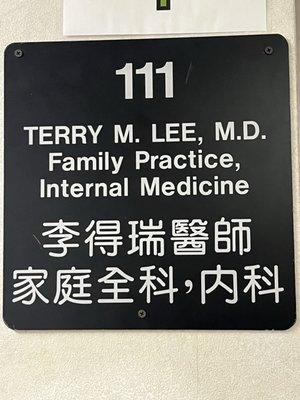 111
TERRY M. LEE, M.D.
Family Practice,
Internal Medicine
李得瑞醫師
家庭全科,內科